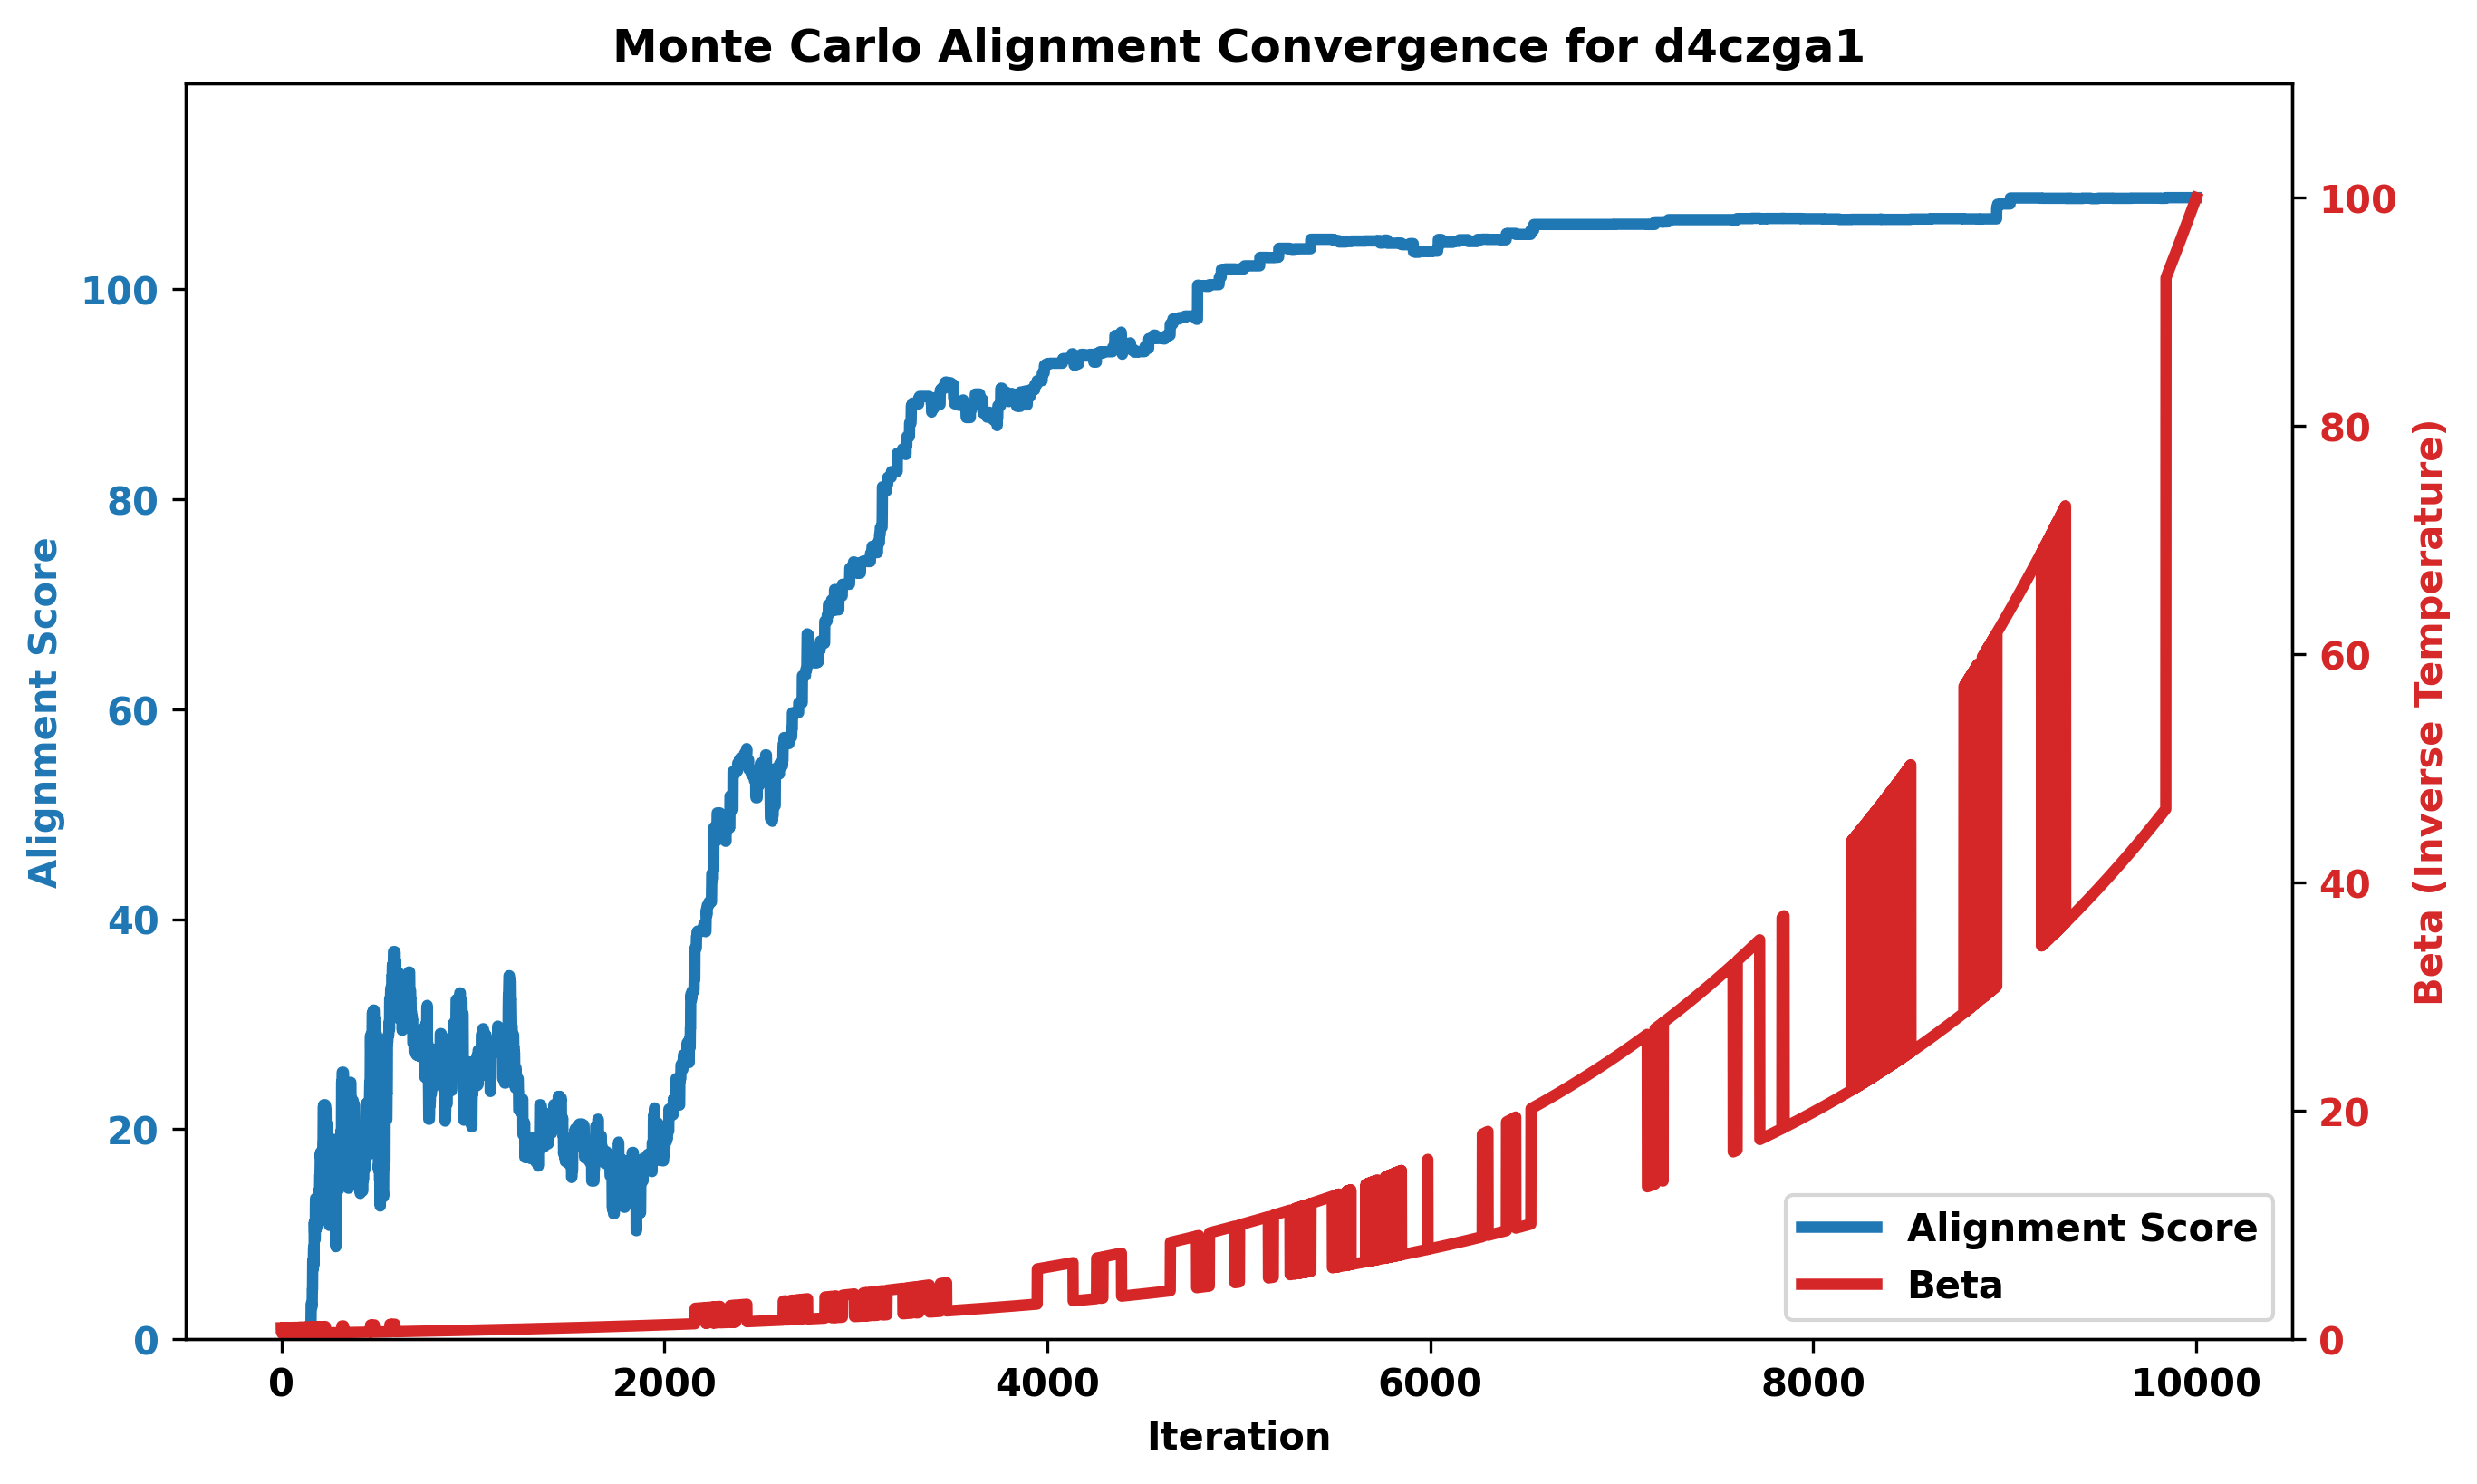 Monte Carlo Alignment Convergence for d4czga1
Alignment Score
100
80
60
40
20
0
100
80
60
40
20
0
Beta (Inverse Temperature)
Alignment Score
Beta
0 2000 4000 6000 8000 10000
Iteration